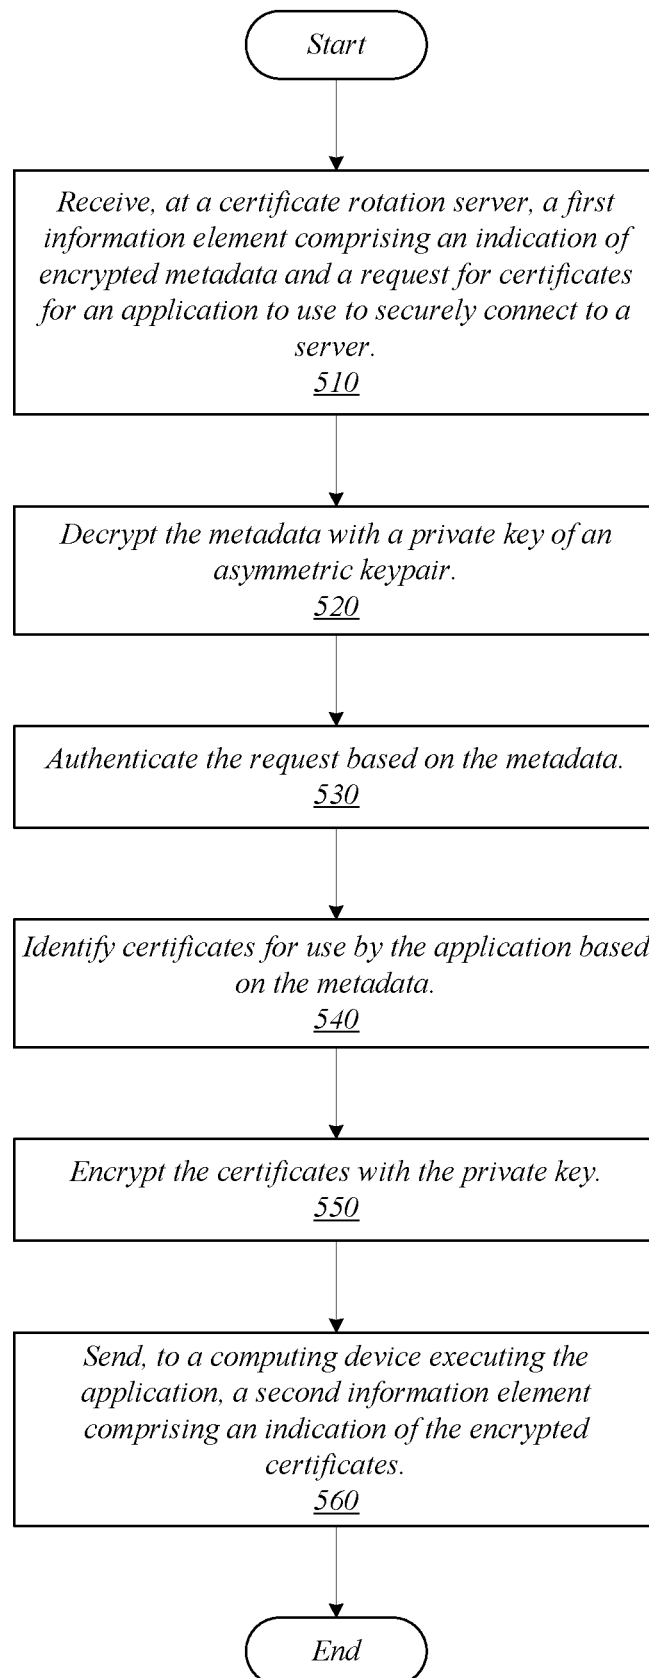 Start
Receive, at a certificate rotation server, a first
information element comprising an indication of
encrypted metadata and a request for certificates
for an application to use to securely connect to a
server.
510
Decrypt the metadata with a private key of an
asymmetric keypair.
520
Authenticate the request based on the metadata.
530
Identify certificates for use by the application based
on the metadata.
540
Encrypt the certificates with the private key.
550
Send, to a computing device executing the
application, a second information element
comprising an indication of the encrypted
certificates.
560
End